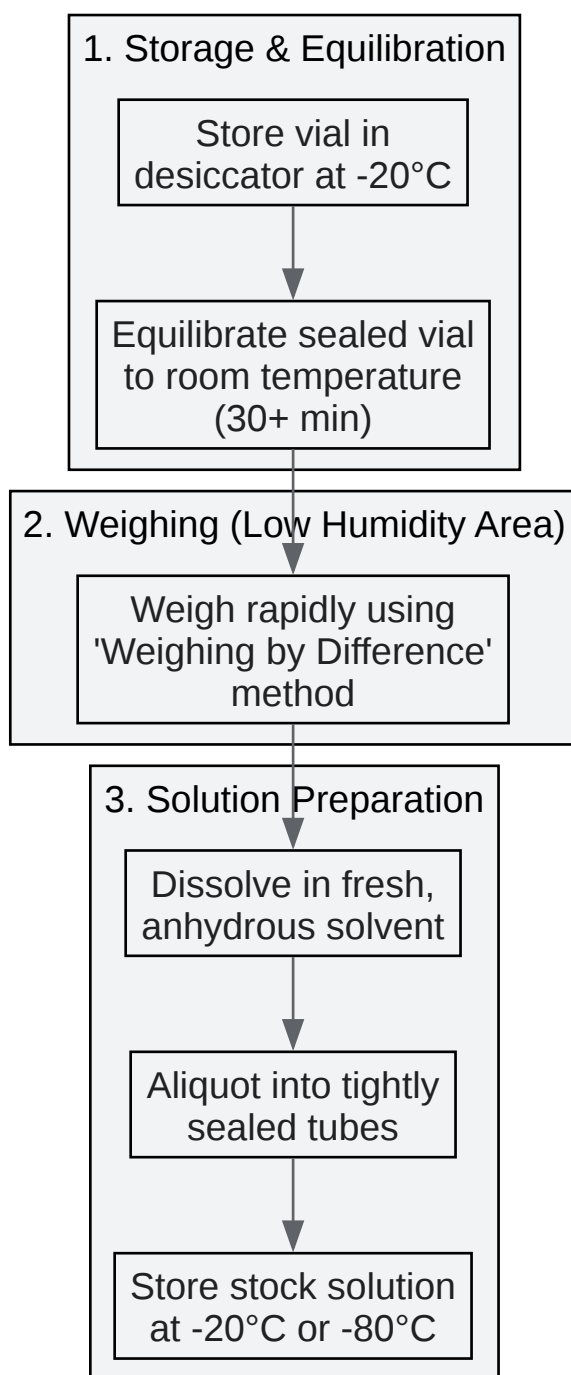 1. Storage & Equilibration
Store vial in
desiccator at -20°C
Equilibrate sealed vial
to room temperature
(30+ min)
2. Weighing (Low Humidity Area)
Weigh rapidly using
'Weighing by Difference'
method
3. Solution Preparation
Dissolve in fresh,
anhydrous solvent
Aliquot into tightly
sealed tubes
Store stock solution
at -20°C or -80°C